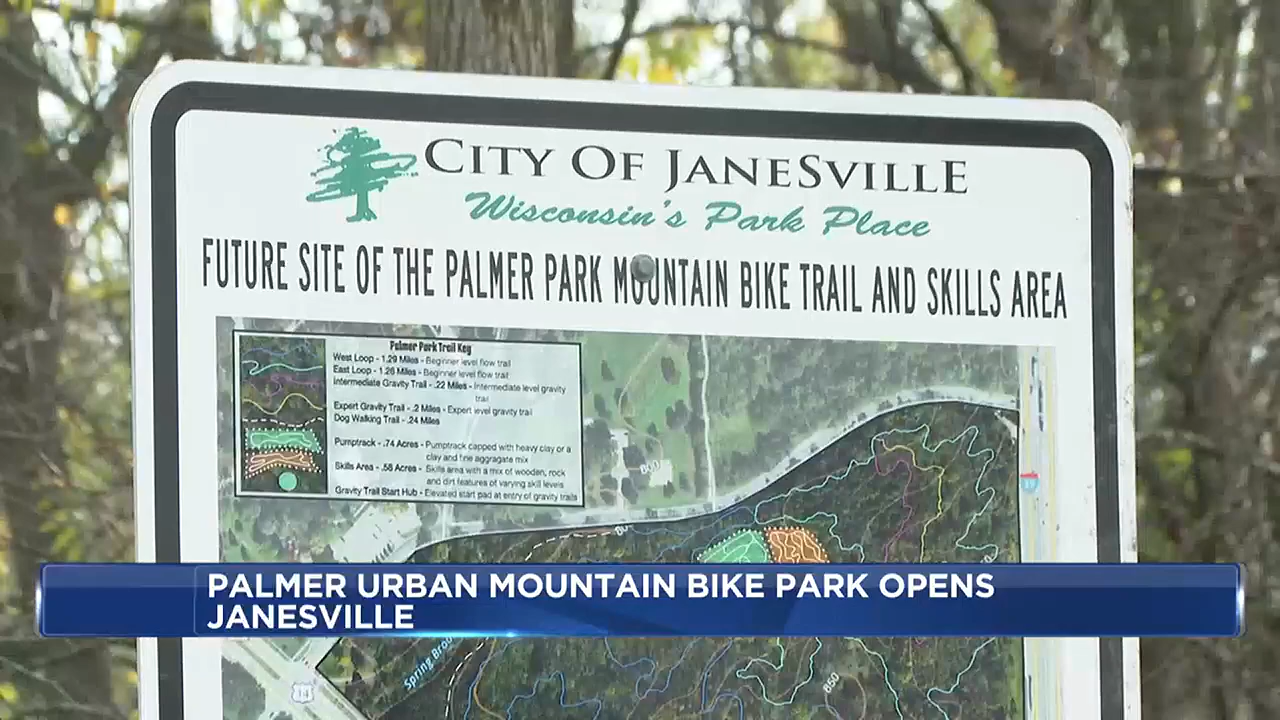 CITY OF JANESVILLE
Wisconsin's Park Place
FUTURE SITE OF THE PALMER PARK MOUNTAIN BIKE TRAIL AND SKILLS AREA
Palmer Park Trail Key
West Loop - 1.29 Miles - Beginner level flow trail
East Loop - 1.26 Miles - Beginner level flow trail
Intermediate Gravity Trail - .22 Miles - Intermediate level gravity
trail
Expert Gravity Trail - .2 Miles - Expert level gravity trail
Dog Walking Trail - .24 Miles
Pumptrack - .74 Acres - Pumptrack capped with heavy clay or a
clay and fine aggragate mix
Skills Area - .58 Acres - Skills area with a mix of wooden, rock
and dirt features of varying skill levels
Gravity Trail Start Hub - Elevated start pad at entry of gravity trails
800
PALMER URBAN MOUNTAIN BIKE PARK OPENS
JANESVILLE
Spring Broo
850
14